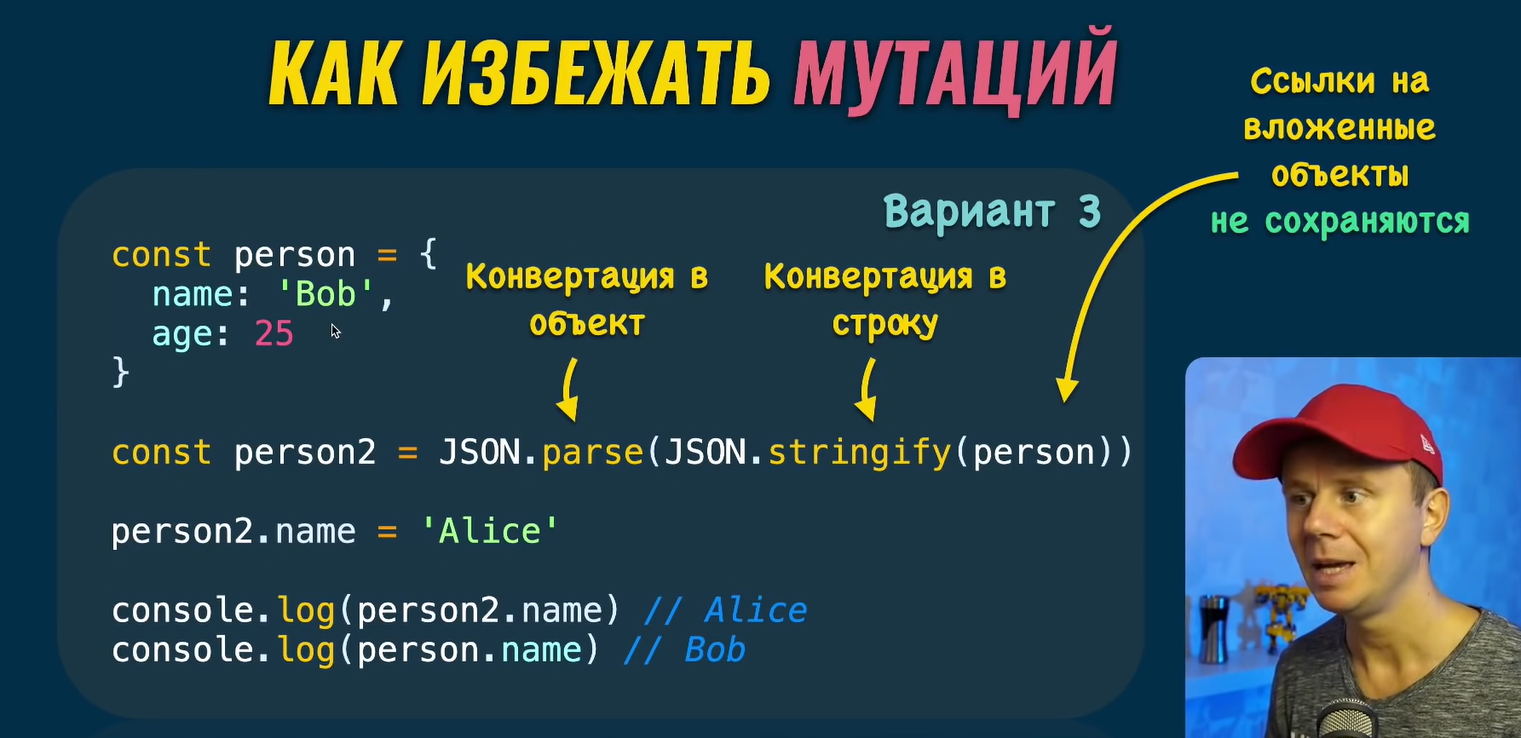 КАК ИЗБЕЖАТЬ МУТАЦИЙ
Ссылки на
вложенные
объекты
не сохраняются
Вариант 3
const person = {
name: 'Bob',
age: 25
}
Конвертация в
объект
Конвертация в
строку
const person2 = JSON.parse(JSON.stringify(person))
person2.name = 'Alice'
console.log(person2.name) // Alice
console.log(person.name) // Bob